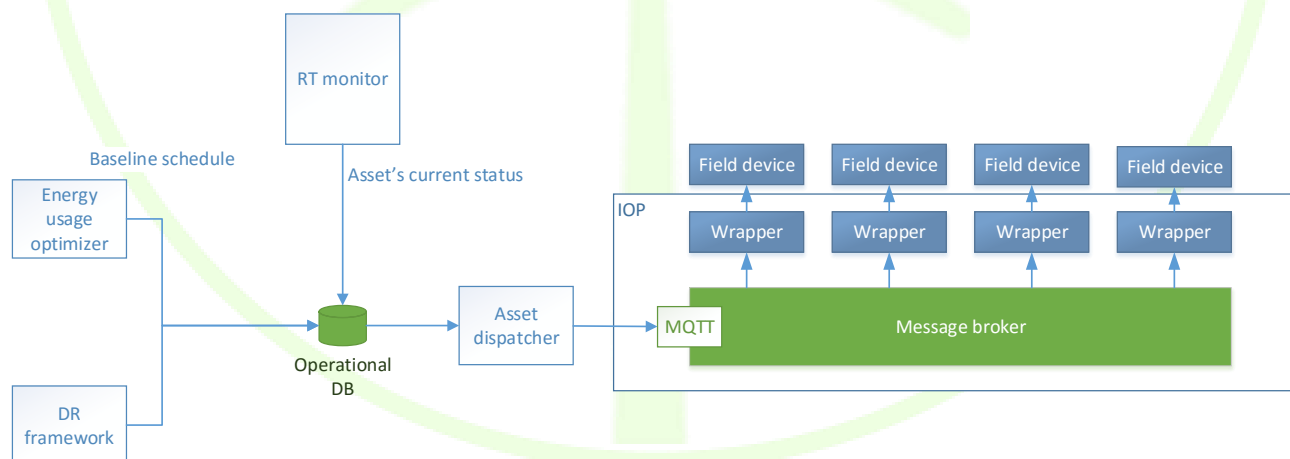 RT monitor
Baseline schedule
Asset's current status
Energy
usage
optimizer
DR
framework
Operational
DB
Asset
dispatcher
IOP
Field device
Field device
Field device
Field device
Wrapper
Wrapper
Wrapper
Wrapper
MQTT
Message broker